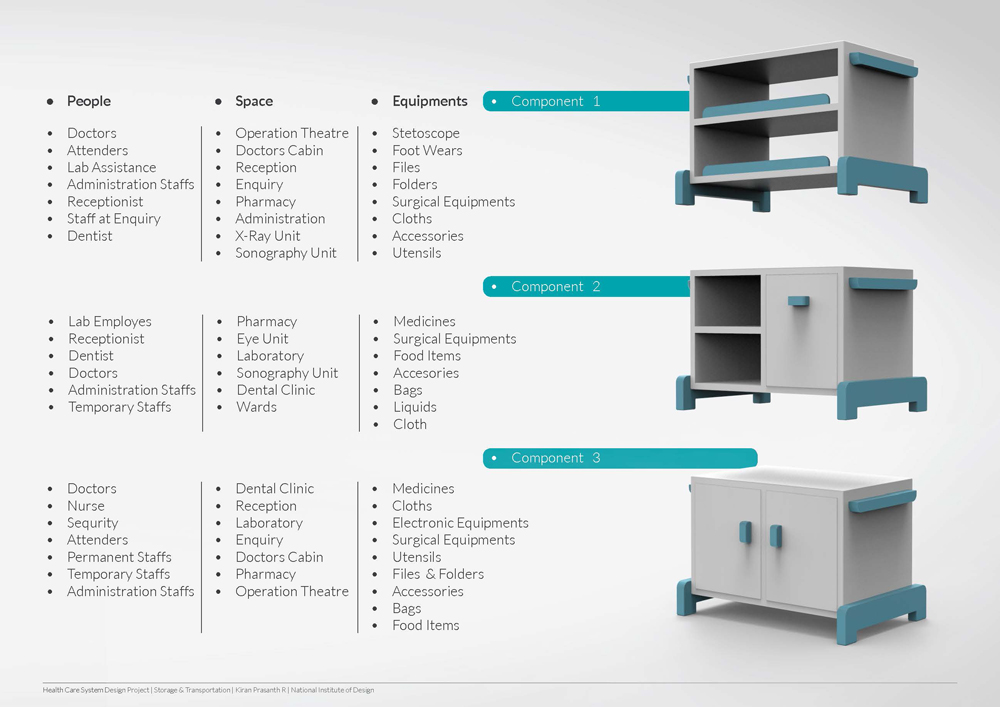 People
Space
Equipments
Component 1
Doctors
Attenders
Lab Assistance
Administration Staffs
Receptionist
Staff at Enquiry
Dentist
Operation Theatre
Doctors Cabin
Reception
Enquiry
Pharmacy
Administration
X-Ray Unit
Sonography Unit
Stetoscope
Foot Wears
Files
Folders
Surgical Equipments
Cloths
Accessories
Utensils
Component 2
Lab Employes
Receptionist
Dentist
Doctors
Administration Staffs
Temporary Staffs
Pharmacy
Eye Unit
Laboratory
Sonography Unit
Dental Clinic
Wards
Medicines
Surgical Equipments
Food Items
Accesories
Bags
Liquids
Cloth
Component 3
Doctors
Nurse
Sequrity
Attenders
Permanent Staffs
Temporary Staffs
Administration Staffs
Dental Clinic
Reception
Laboratory
Enquiry
Doctors Cabin
Pharmacy
Operation Theatre
Medicines
Cloths
Electronic Equipments
Surgical Equipments
Utensils
Files & Folders
Accessories
Bags
Food Items
Health Care System Design Project | Storage & Transportation | Kiran Prasanth R | National Institute of Design